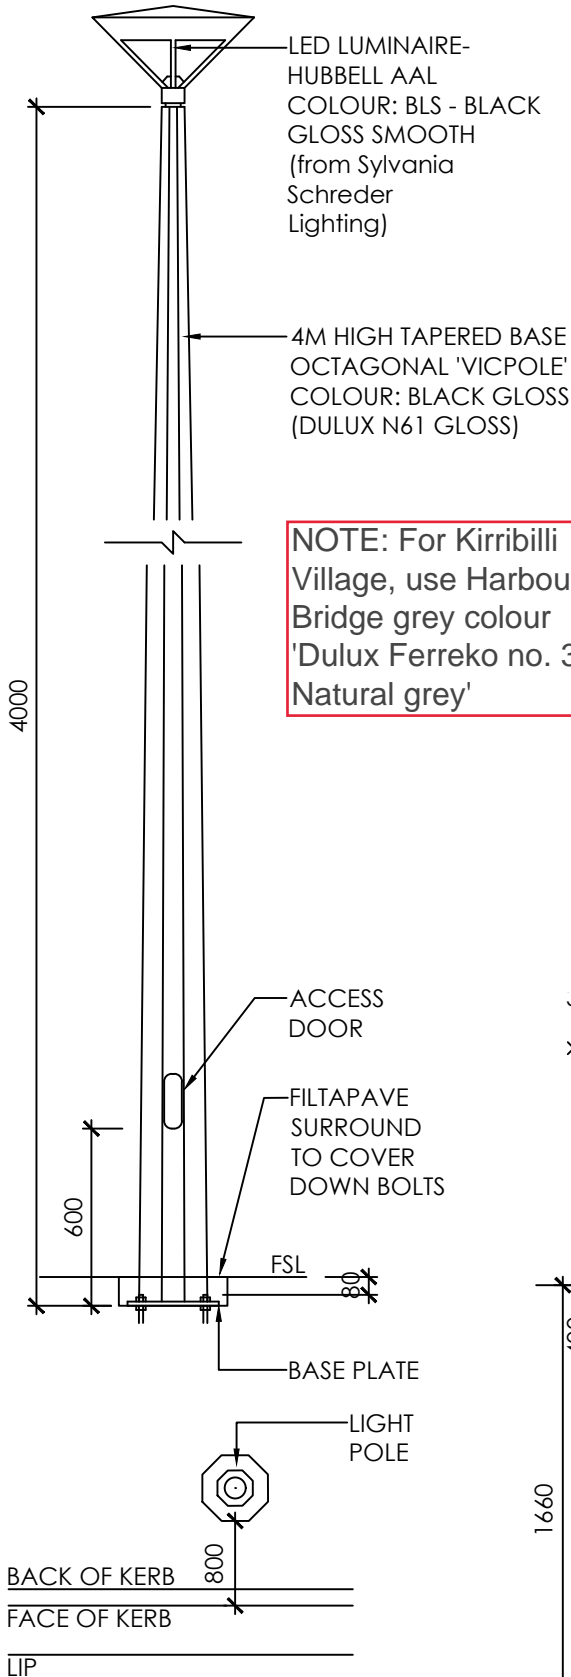 LED LUMINAIRE-
HUBBELL AAL
COLOUR: BLS - BLACK
GLOSS SMOOTH
(from Sylvania
Schreder
Lighting)
4M HIGH TAPERED BASE
OCTAGONAL 'VICPOLE'
COLOUR: BLACK GLOSS
(DULUX N61 GLOSS)
NOTE: For Kirribilli
Village, use Harbou
Bridge grey colour
'Dulux Ferreko no. 3
Natural grey'
4000
ACCESS
DOOR
FILTAPAVE
SURROUND
TO COVER
DOWN BOLTS
600
FSL
80
BASE PLATE
LIGHT
POLE
1660
800
BACK OF KERB
FACE OF KERB
LIP